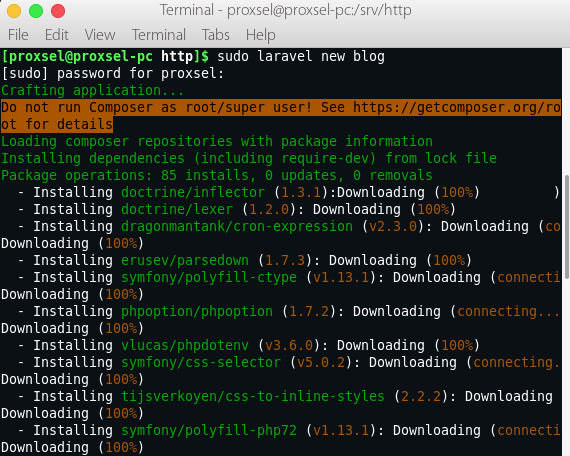 Terminal - proxsel@proxsel-pc:/srv/http
File Edit View Terminal Tabs Help
[proxsel@proxsel-pc http]$ sudo laravel new blog
[sudo] password for proxsel:
Crafting application...
Do not run Composer as root/super user! See https://getcomposer.org/ro
ot for details
Loading composer repositories with package information
Installing dependencies (including require-dev) from lock file
Package operations: 85 installs, 0 updates, 0 removals
- Installing doctrine/inflector (1.3.1):Downloading (100%) )
- Installing doctrine/lexer (1.2.0): Downloading (100%)
- Installing dragonmantank/cron-expression (v2.3.0): Downloading (co
Downloading (100%)
- Installing erusev/parsedown (1.7.3): Downloading (100%)
- Installing symfony/polyfill-ctype (v1.13.1): Downloading (connecti
Downloading (100%)
- Installing phpoption/phpoption (1.7.2): Downloading (connecting...
Downloading (100%)
- Installing vlucas/phpdotenv (v3.6.0): Downloading (100%)
- Installing symfony/css-selector (v5.0.2): Downloading (connecting.
Downloading (100%)
- Installing tijsverkoyen/css-to-inline-styles (2.2.2): Downloading
Downloading (100%)
- Installing symfony/polyfill-php72 (v1.13.1): Downloading (connecti
Downloading (100%)